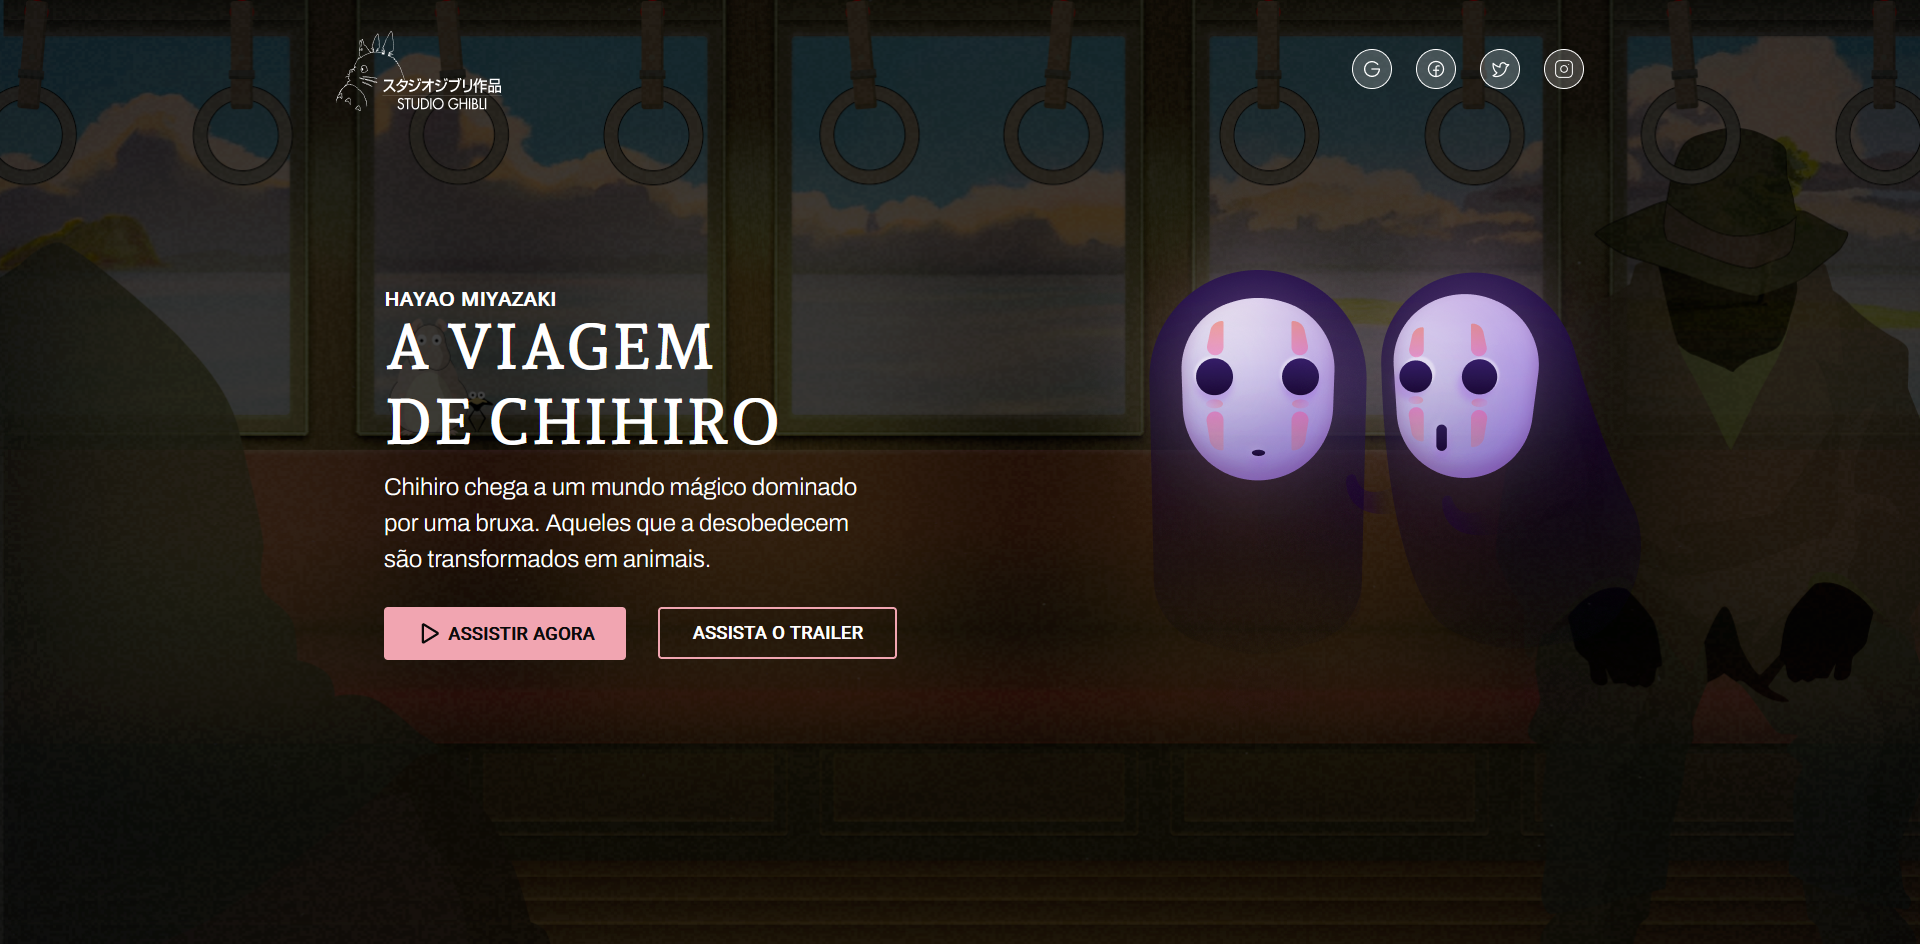 スタジオジブリ作品
STUDIO GHIBLI
HAYAO MIYAZAKI
A VIAGEM
DE CHIHIRO
Chihiro chega a um mundo mágico dominado
por uma bruxa. Aqueles que a desobedecem
são transformados em animais.
ASSISTIR AGORA
ASSISTA O TRAILER